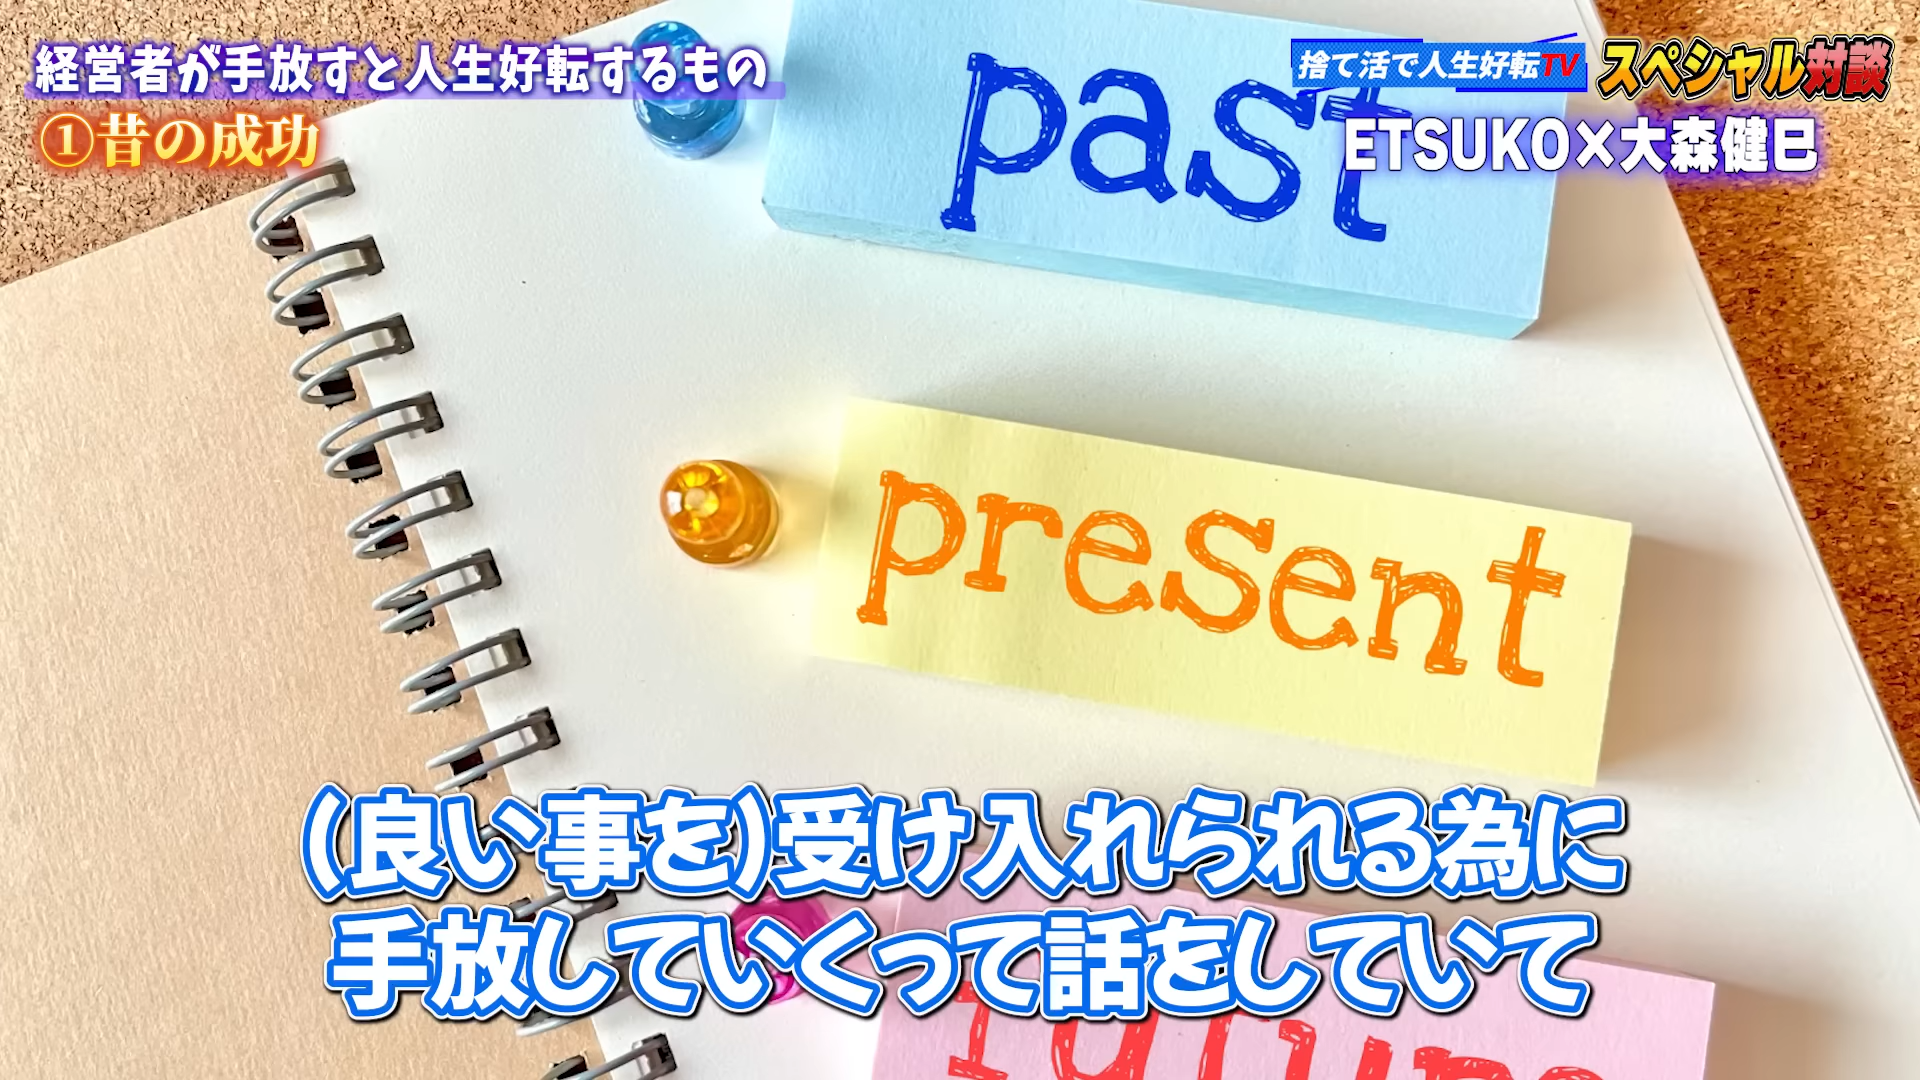 経営者が手放すと人生好転するもの
①昔の成功
捨て活で人生好転TV
スペシャル対談
ETSUKO×大森健巳
past
present
future
(良い事を)受け入れられる為に
手放していくって話をしていて